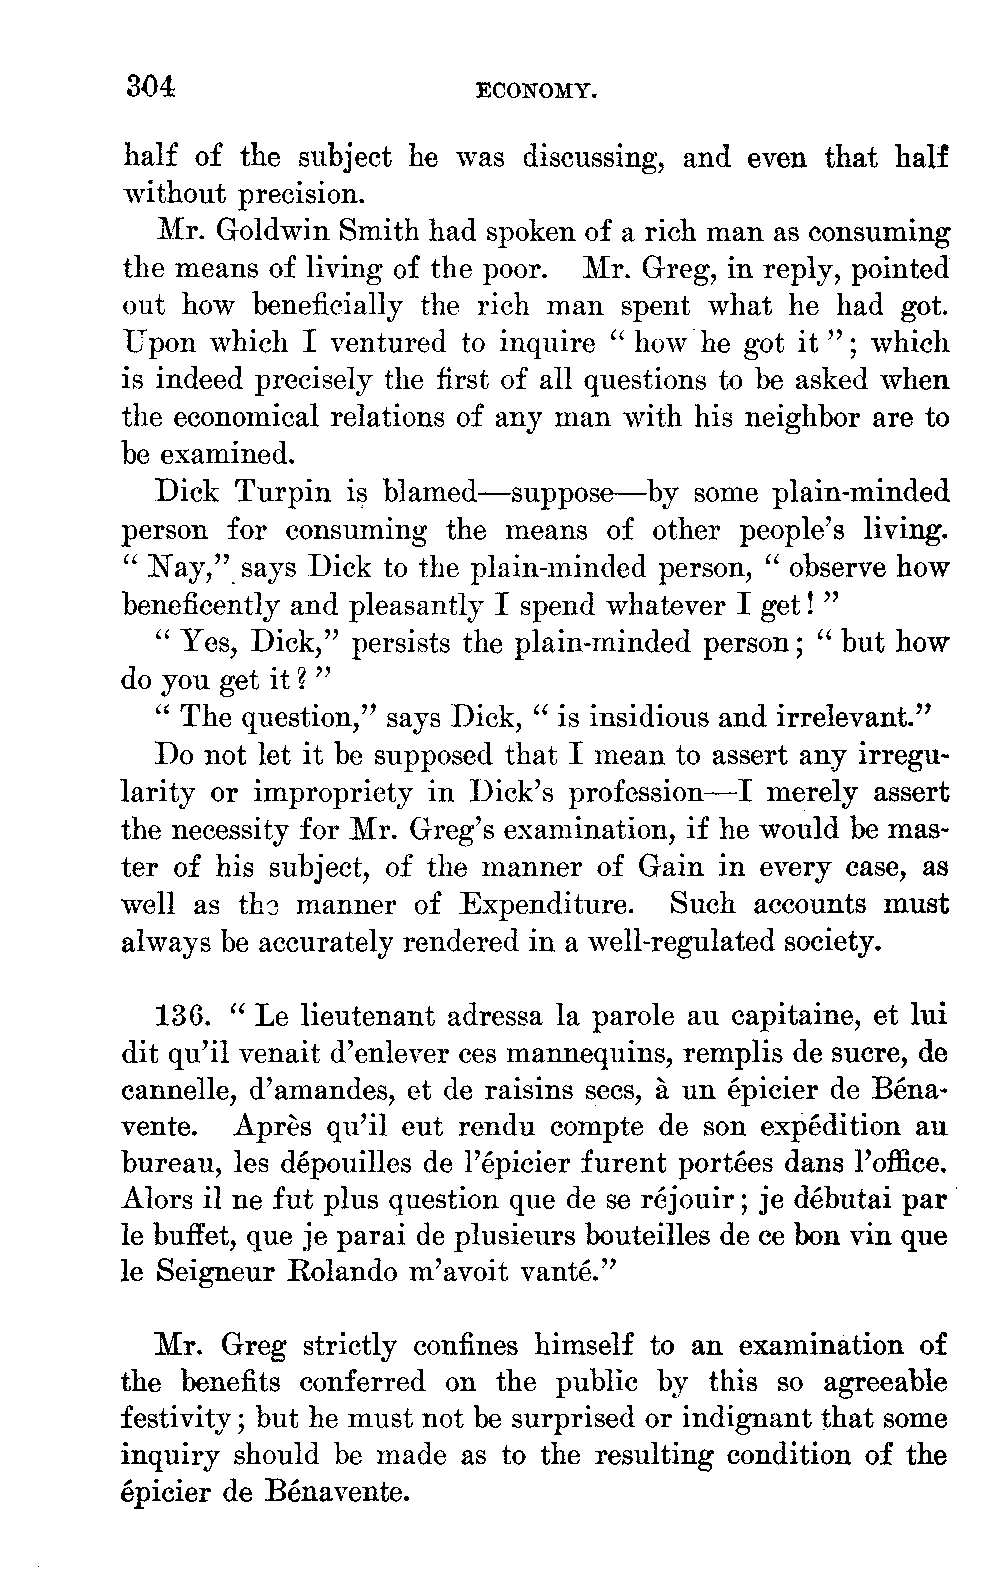 304 ECONOMY.
half of the subject he was discussing, and even that half
without precision.
Mr. Goldwin Smith had spoken of a rich man as consuming
the means of living of the poor. Mr. Greg, in reply, pointed
out how beneficially the rich man spent what he had got.
Upon which I ventured to inquire “ how he got it ” ; which
is indeed precisely the first of all questions to be asked when
the economical relations of any man with his neighbor are to
be examined.
Dick Turpin is blamed—suppose—by some plain-minded
person for consuming the means of other people’s living.
“ Nay,” says Dick to the plain-minded person, “ observe how
beneficently and pleasantly I spend whatever I get! ”
“ Yes, Dick,” persists the plain-minded person ; “ but how
do you get it ? ”
“ The question,” says Dick, “ is insidious and irrelevant.”
Do not let it be supposed that I mean to assert any irregu-
larity or impropriety in Dick’s profession—I merely assert
the necessity for Mr. Greg’s examination, if he would be mas-
ter of his subject, of the manner of Gain in every case, as
well as the manner of Expenditure. Such accounts must
always be accurately rendered in a well-regulated society.
136. “ Le lieutenant adressa la parole au capitaine, et lui
dit qu’il venait d’enlever ces mannequins, remplis de sucre, de
cannelle, d’amandes, et de raisins secs, à un épicier de Béna-
vente. Après qu’il eut rendu compte de son expédition au
bureau, les dépouilles de l’épicier furent portées dans l’office.
Alors il ne fut plus question que de se réjouir ; je débutai par
le buffet, que je parai de plusieurs bouteilles de ce bon vin que
le Seigneur Rolando m’avoit vanté.”
Mr. Greg strictly confines himself to an examination of
the benefits conferred on the public by this so agreeable
festivity ; but he must not be surprised or indignant that some
inquiry should be made as to the resulting condition of the
épicier de Bénavente.